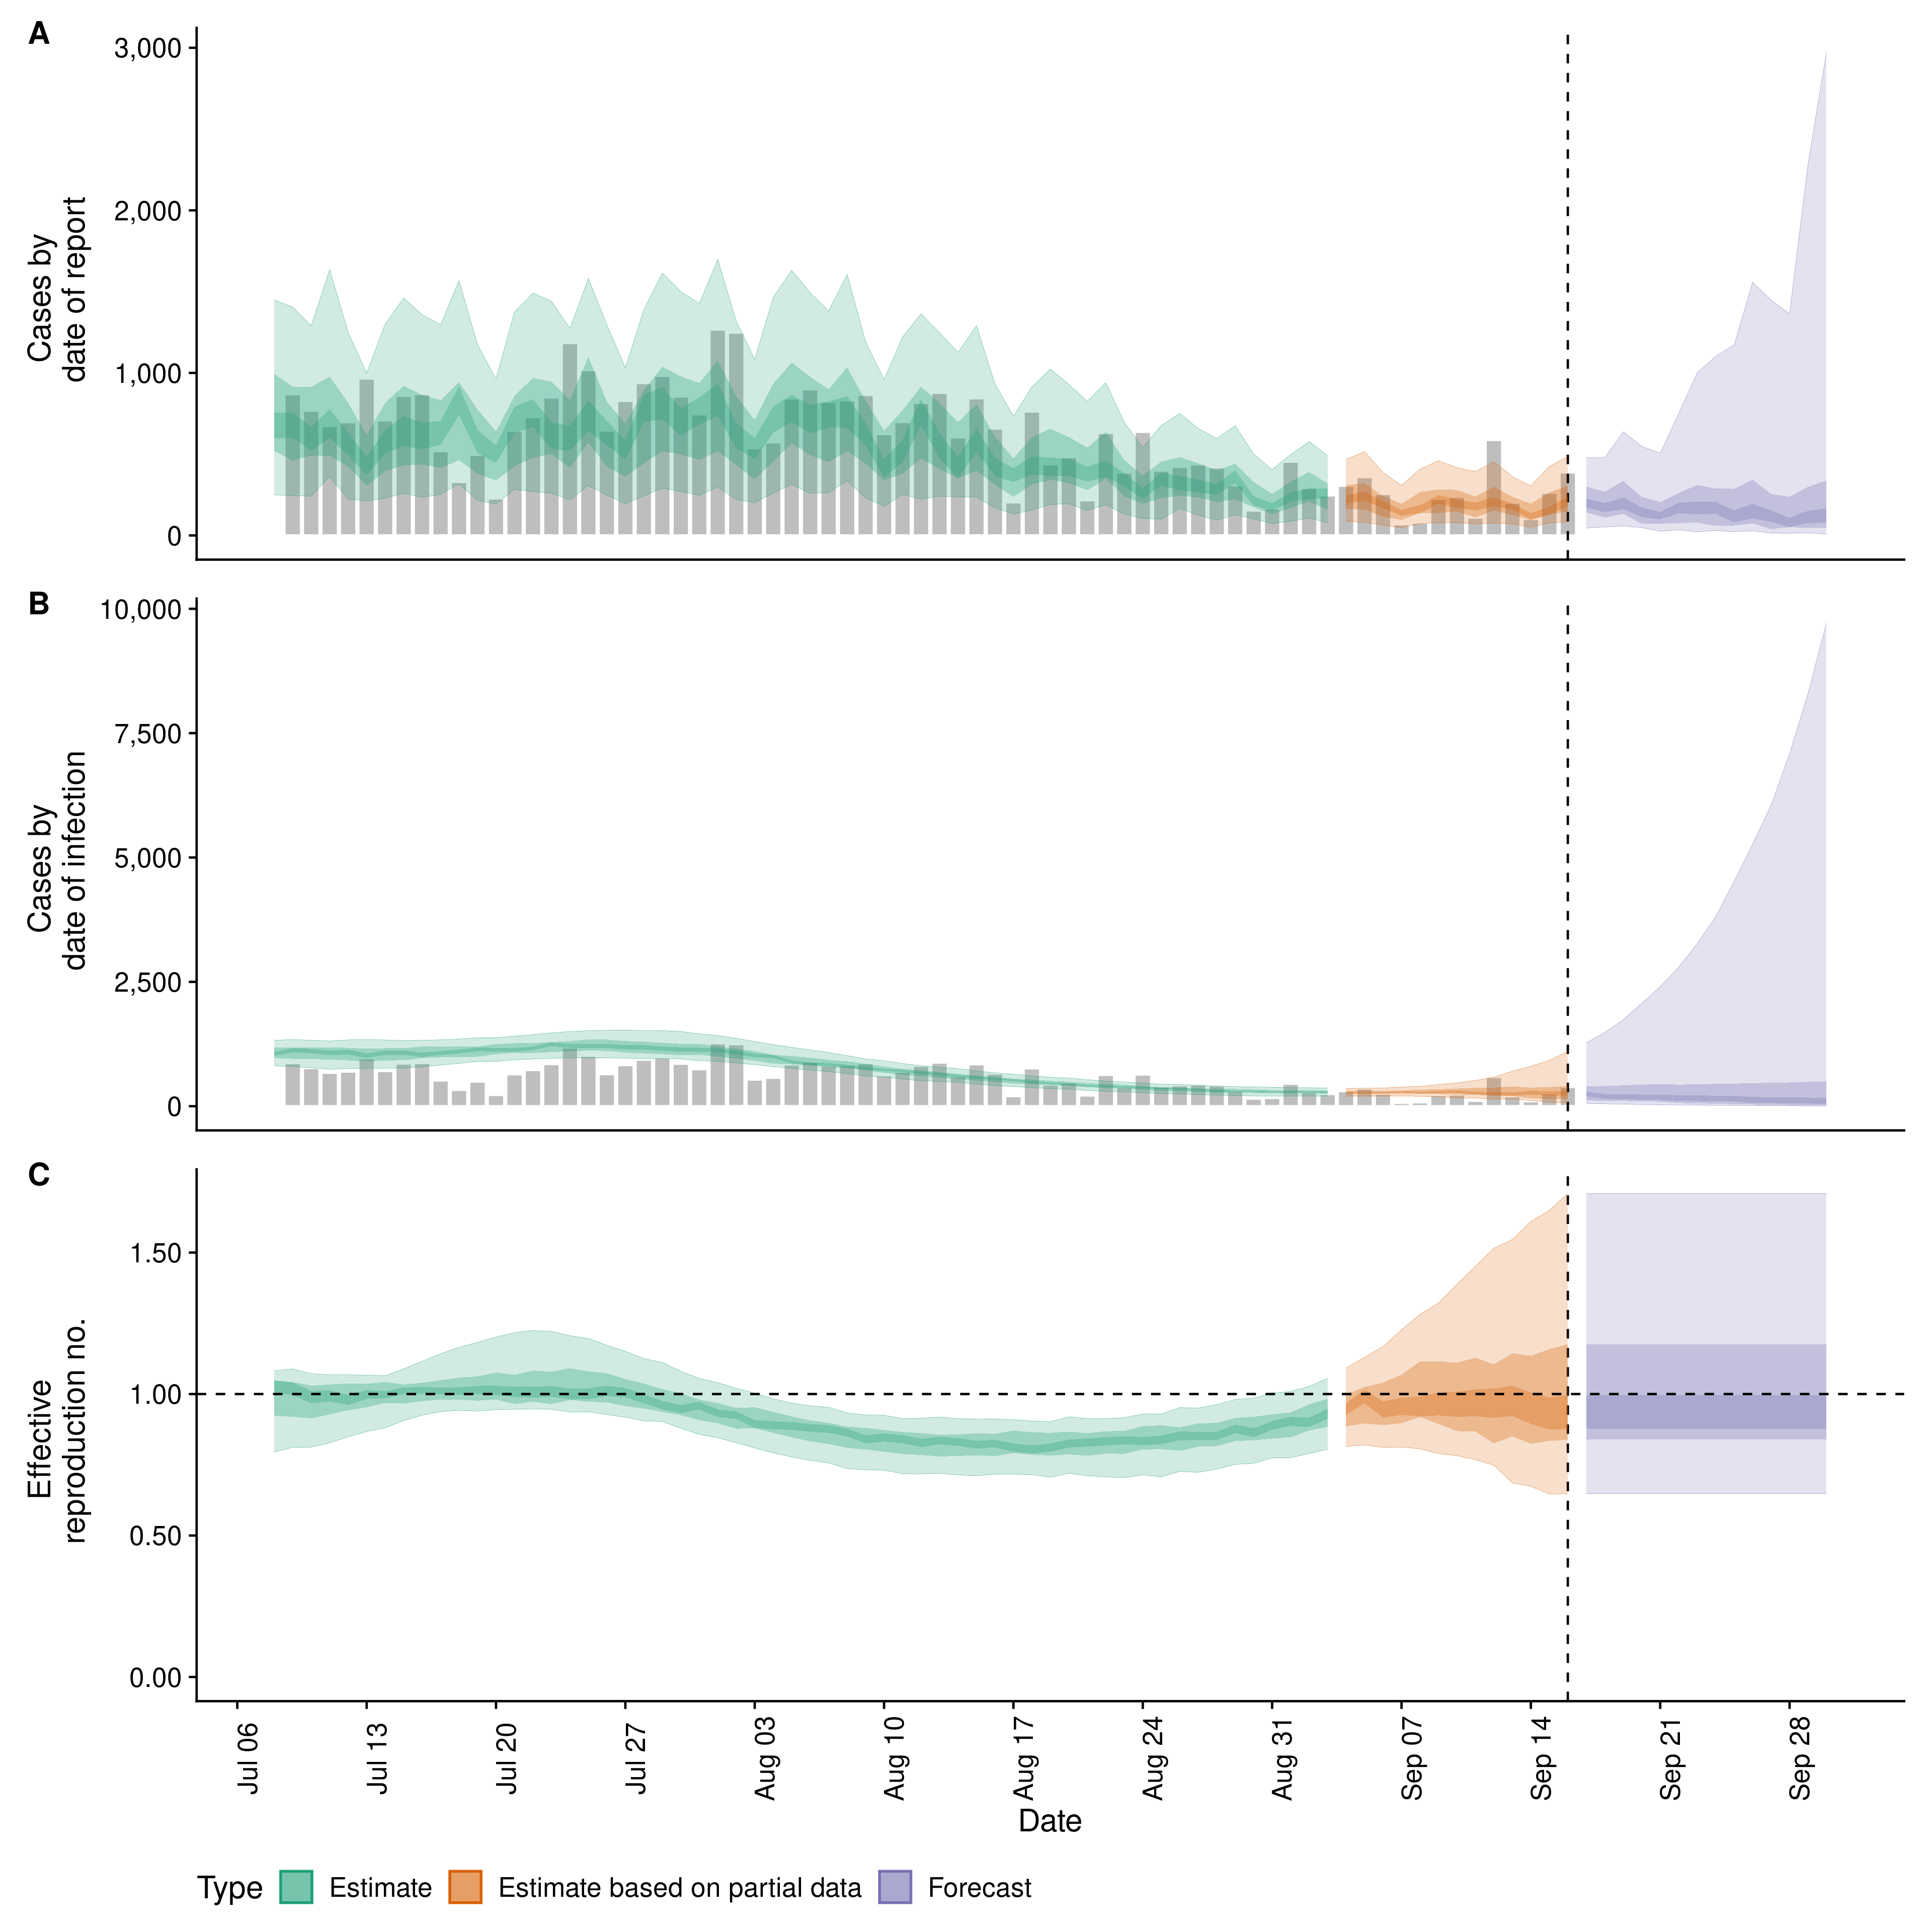 A
Cases by
date of report
3,000
2,000
1,000
0
B
Cases by
date of infection
10,000
7,500
5,000
2,500
0
C
Effective
reproduction no.
1.50
1.00
0.50
0.00
Jul 06
Jul 13
Jul 20
Jul 27
Aug 03
Aug 10
Aug 17
Aug 24
Aug 31
Sep 07
Sep 14
Sep 21
Sep 28
Date
Type Estimate Estimate based on partial data Forecast